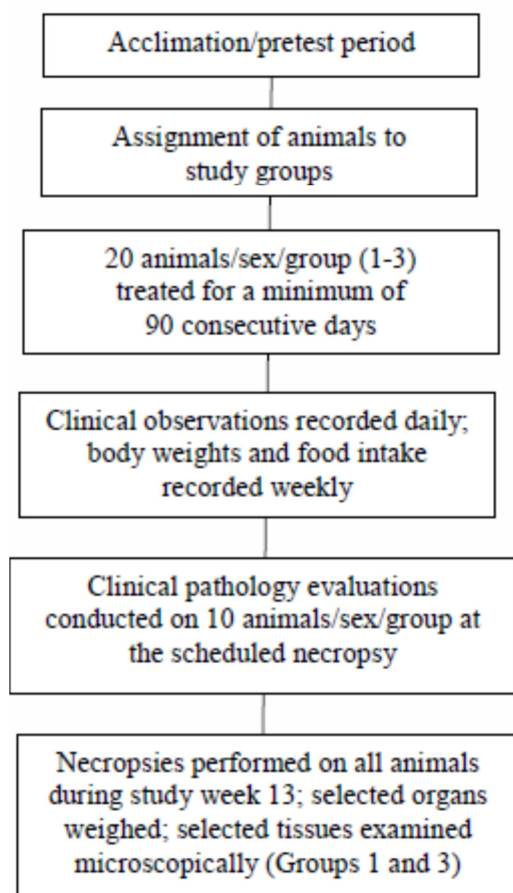 Acclimation/pretest period
Assignment of animals to
study groups
20 animals/sex/group (1-3)
treated for a minimum of
90 consecutive days
Clinical observations recorded daily;
body weights and food intake
recorded weekly
Clinical pathology evaluations
conducted on 10 animals/sex/group at
the scheduled necropsy
Necropsies performed on all animals
during study week 13; selected organs
weighed; selected tissues examined
microscopically (Groups 1 and 3)